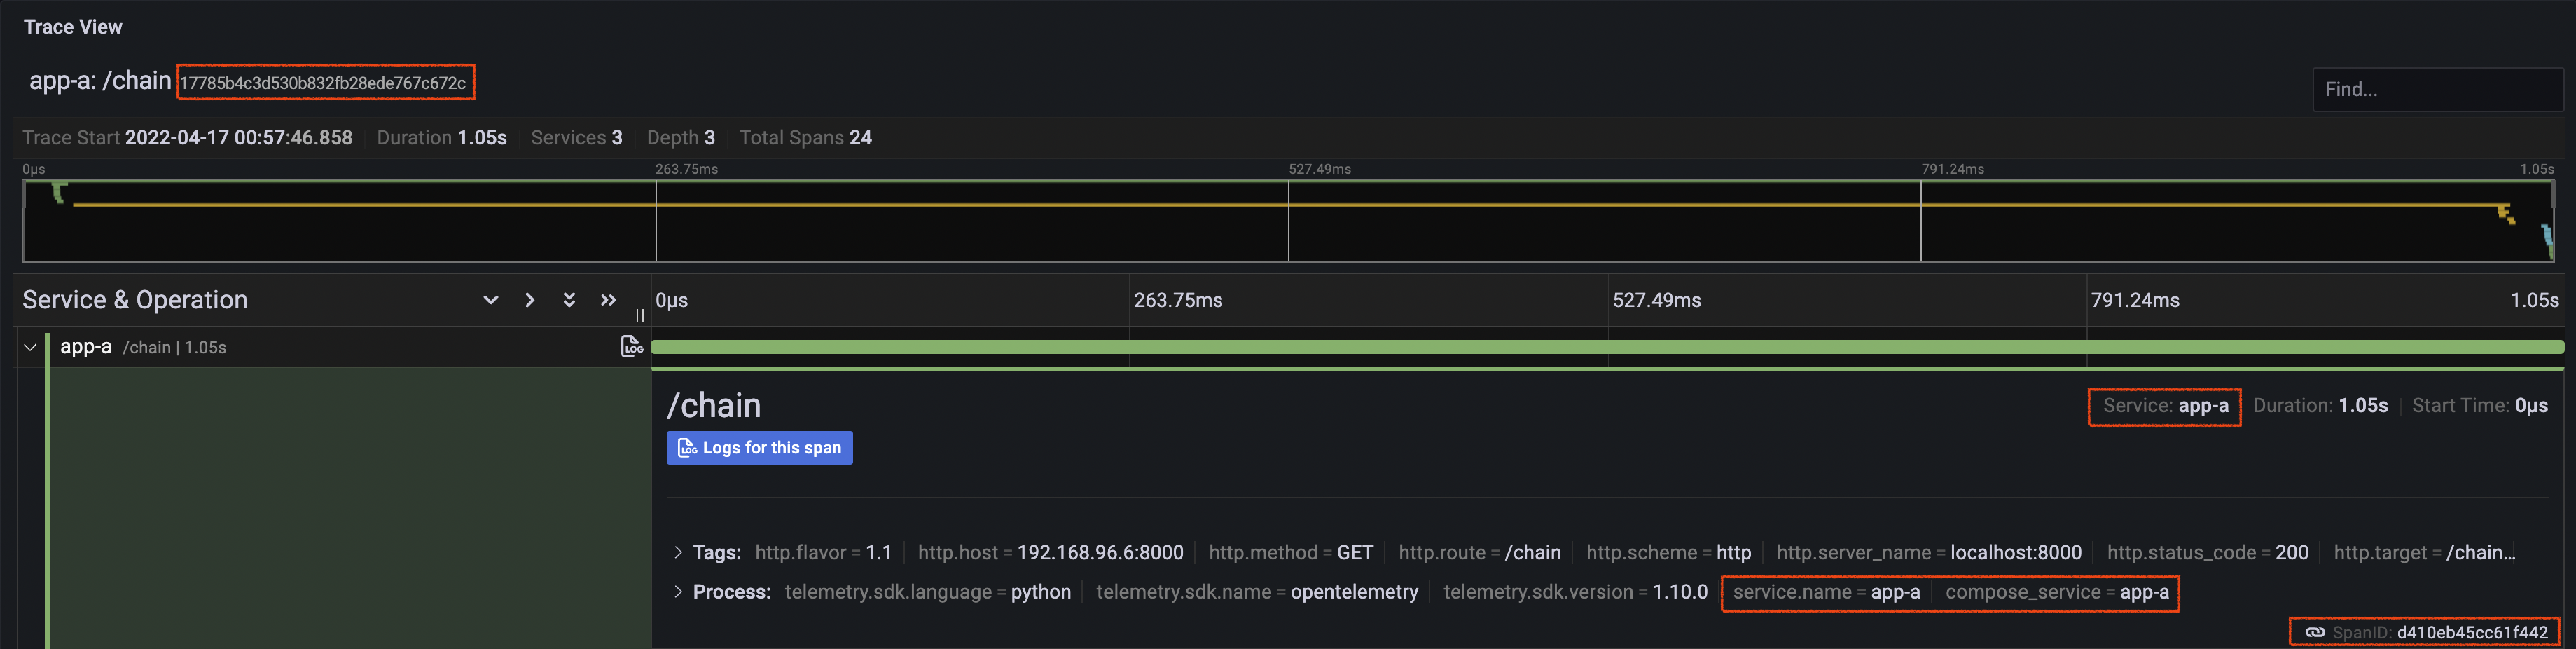 Trace View
app-a: /chain 17785b4c3d530b832fb28ede767c672c
Find...
Trace Start 2022-04-17 00:57:46.858 Duration 1.05s Services 3 Depth 3 Total Spans 24
0μs 263.75ms 527.49ms 791.24ms 1.05s
Service & Operation 0μs 263.75ms 527.49ms 791.24ms 1.05s
app-a /chain | 1.05s LOG
/chain Service: app-a Duration: 1.05s Start Time: 0μs
LOG Logs for this span
Tags: http.flavor = 1.1 http.host = 192.168.96.6:8000 http.method = GET http.route = /chain http.scheme = http http.server_name = localhost:8000 http.status_code = 200 http.target = /chain...
Process: telemetry.sdk.language = python telemetry.sdk.name = opentelemetry telemetry.sdk.version = 1.10.0 service.name = app-a compose_service = app-a
SpanID: d410eb45cc61f442